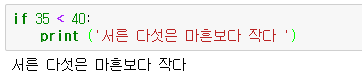 if 35 < 40:
    print ('서른 다섯은 마흔보다 작다 ')
서른 다섯은 마흔보다 작다